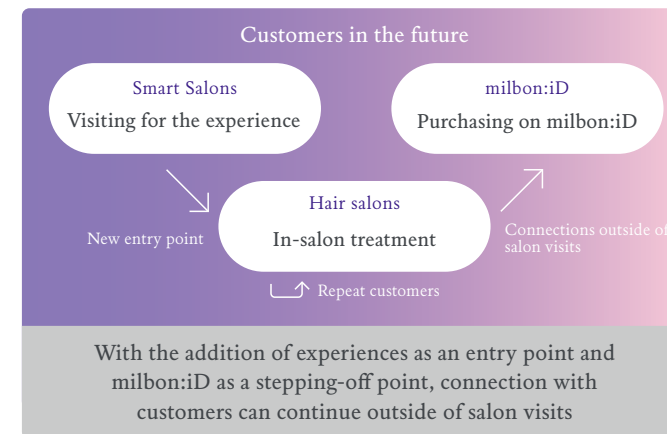 Customers in the future
Smart Salons
Visiting for the experience
milbon:iD
Purchasing on milbon:iD
Hair salons
In-salon treatment
New entry point
Connections outside of
salon visits
Repeat customers
With the addition of experiences as an entry point and
milbon:iD as a stepping-off point, connection with
customers can continue outside of salon visits